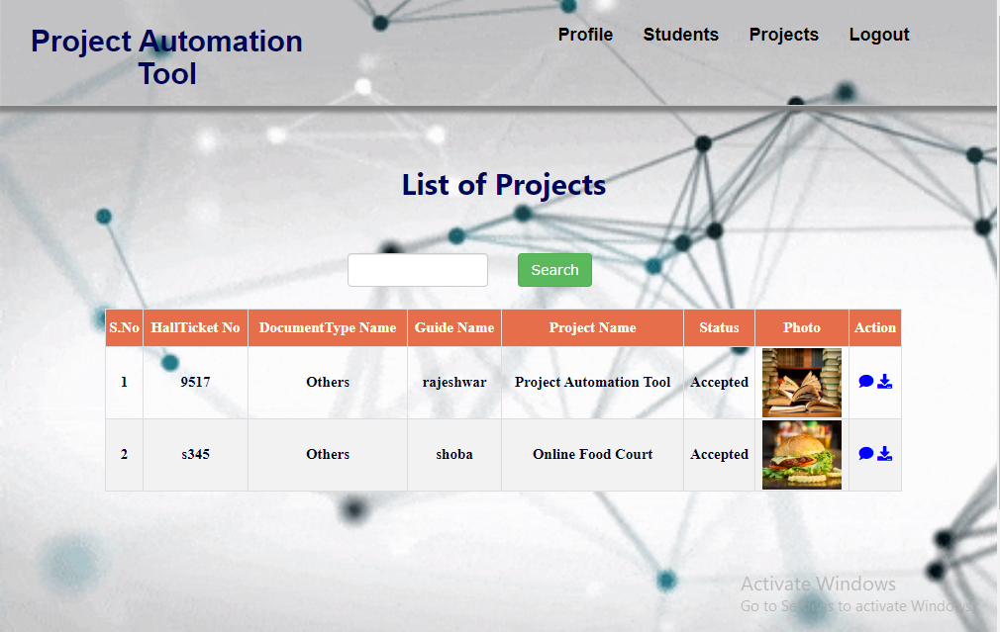 Project Automation
Tool
Profile Students Projects Logout
List of Projects
Search
S.No HallTicket No DocumentType Name Guide Name Project Name Status Photo Action
1 9517 Others rajeshwar Project Automation Tool Accepted
2 s345 Others shoba Online Food Court Accepted
Activate Windows
Go to Settings to activate Windows.